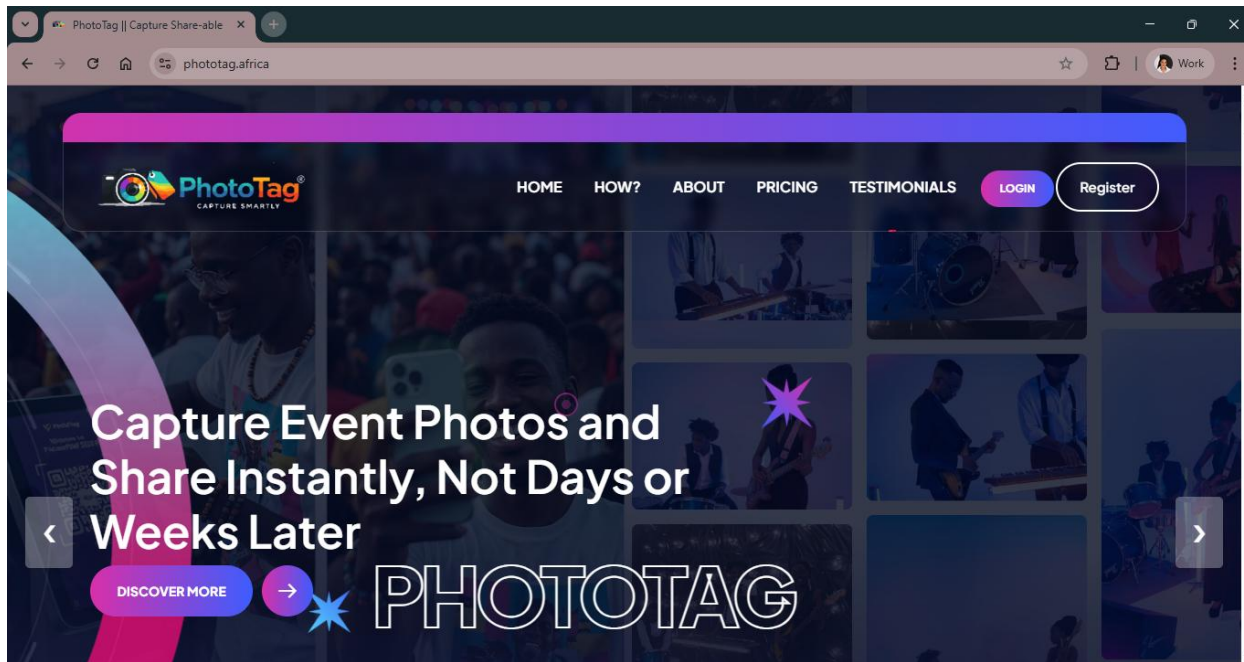 PhotoTag || Capture Share-able
phototag.africa
Work
PhotoTag®
CAPTURE SMARTLY
HOME HOW? ABOUT PRICING TESTIMONIALS LOGIN Register
Capture Event Photos and
Share Instantly, Not Days or
Weeks Later
DISCOVER MORE
PHOTOTAG